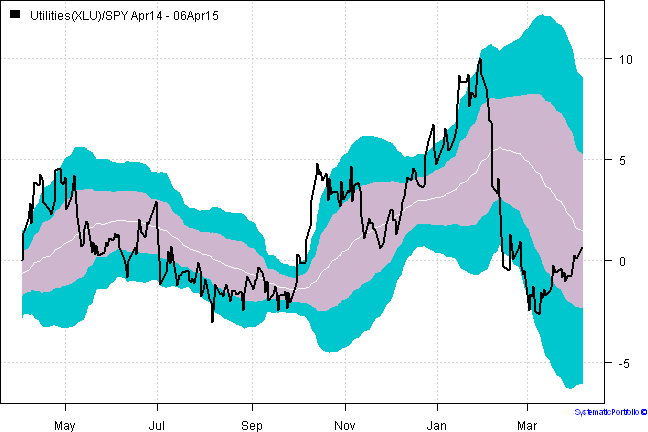 Utilities(XLU)/SPY Apr14 - 06Apr15
10
5
0
-5
May Jul Sep Nov Jan Mar
SystematicPortfolio ©